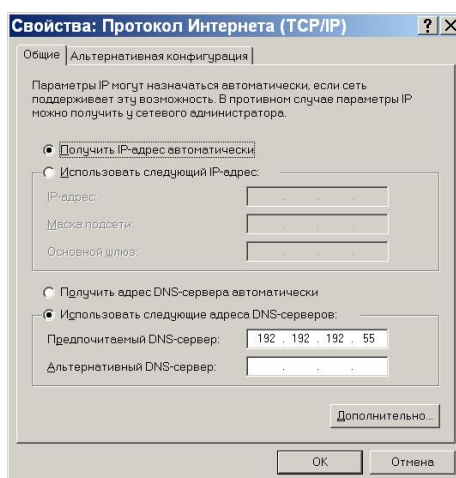 Свойства: Протокол Интернета (TCP/IP)
Общие
Альтернативная конфигурация
Параметры IP могут назначаться автоматически, если сеть
поддерживает эту возможность. В противном случае параметры IP
можно получить у сетевого администратора.
Получить IP-адрес автоматически
Использовать следующий IP-адрес:
IP-адрес:
Маска подсети:
Основной шлюз:
Получить адрес DNS-сервера автоматически
Использовать следующие адреса DNS-серверов:
Предпочитаемый DNS-сервер: 192 . 192 . 192 . 55
Альтернативный DNS-сервер:
Дополнительно...
OK Отмена